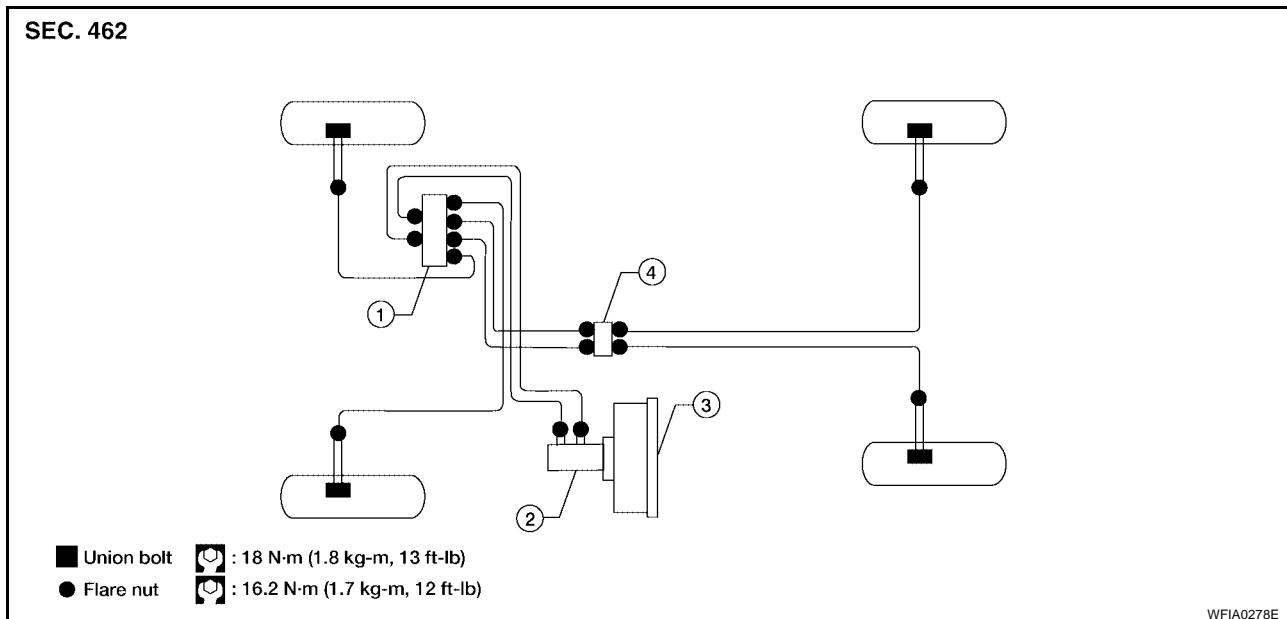 SEC. 462
4
1
3
2
Union bolt : 18 N·m (1.8 kg-m, 13 ft-lb)
Flare nut : 16.2 N·m (1.7 kg-m, 12 ft-lb)
WFIA0278E